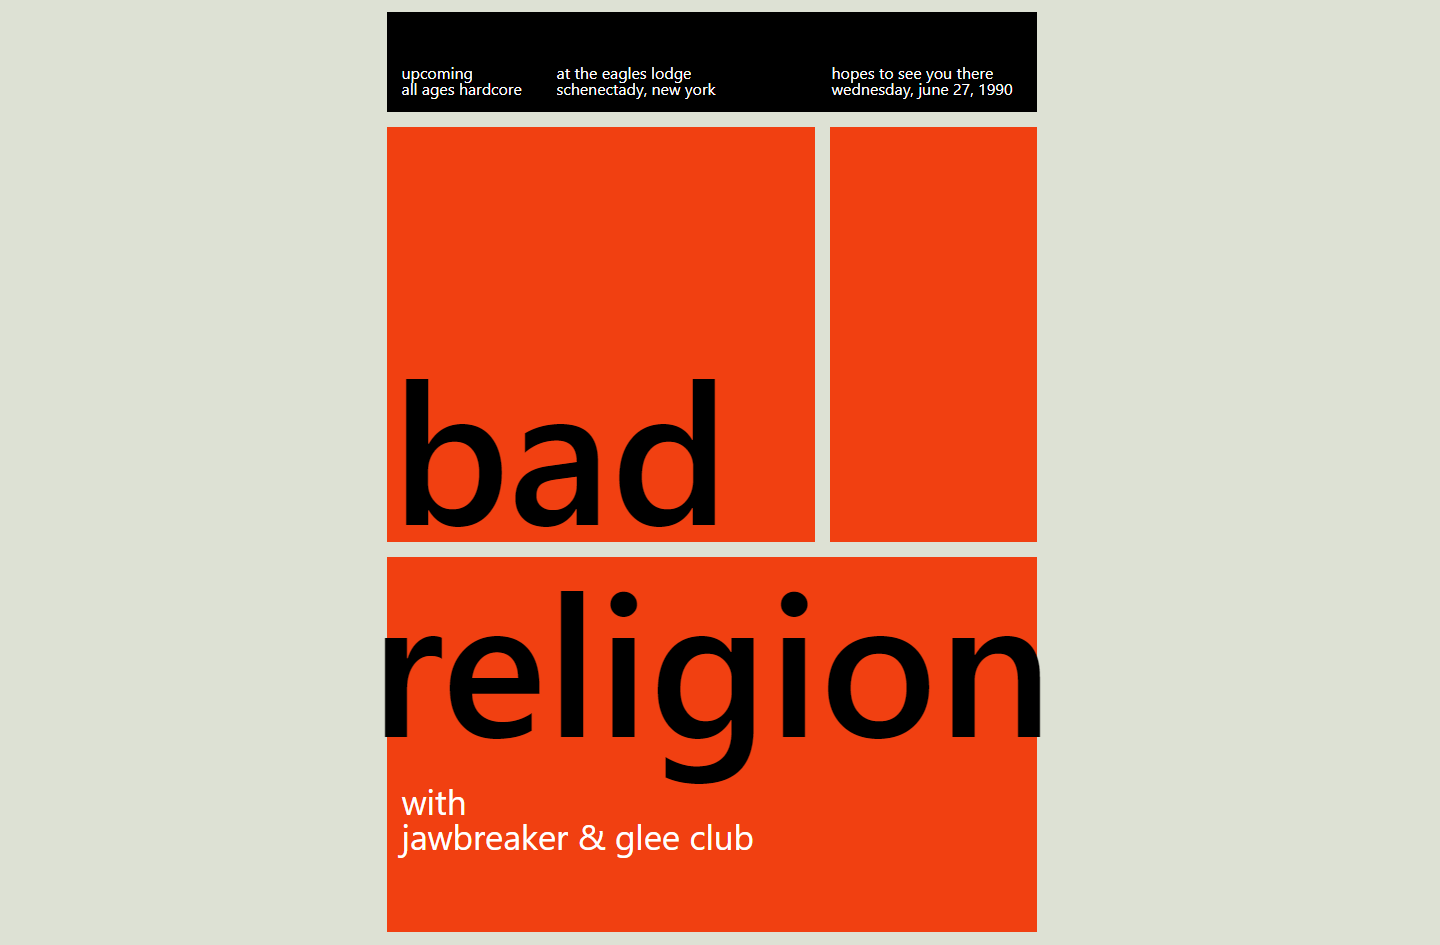 upcoming
all ages hardcore
at the eagles lodge
schenectady, new york
hopes to see you there
wednesday, june 27, 1990
bad
religion
with
jawbreaker & glee club